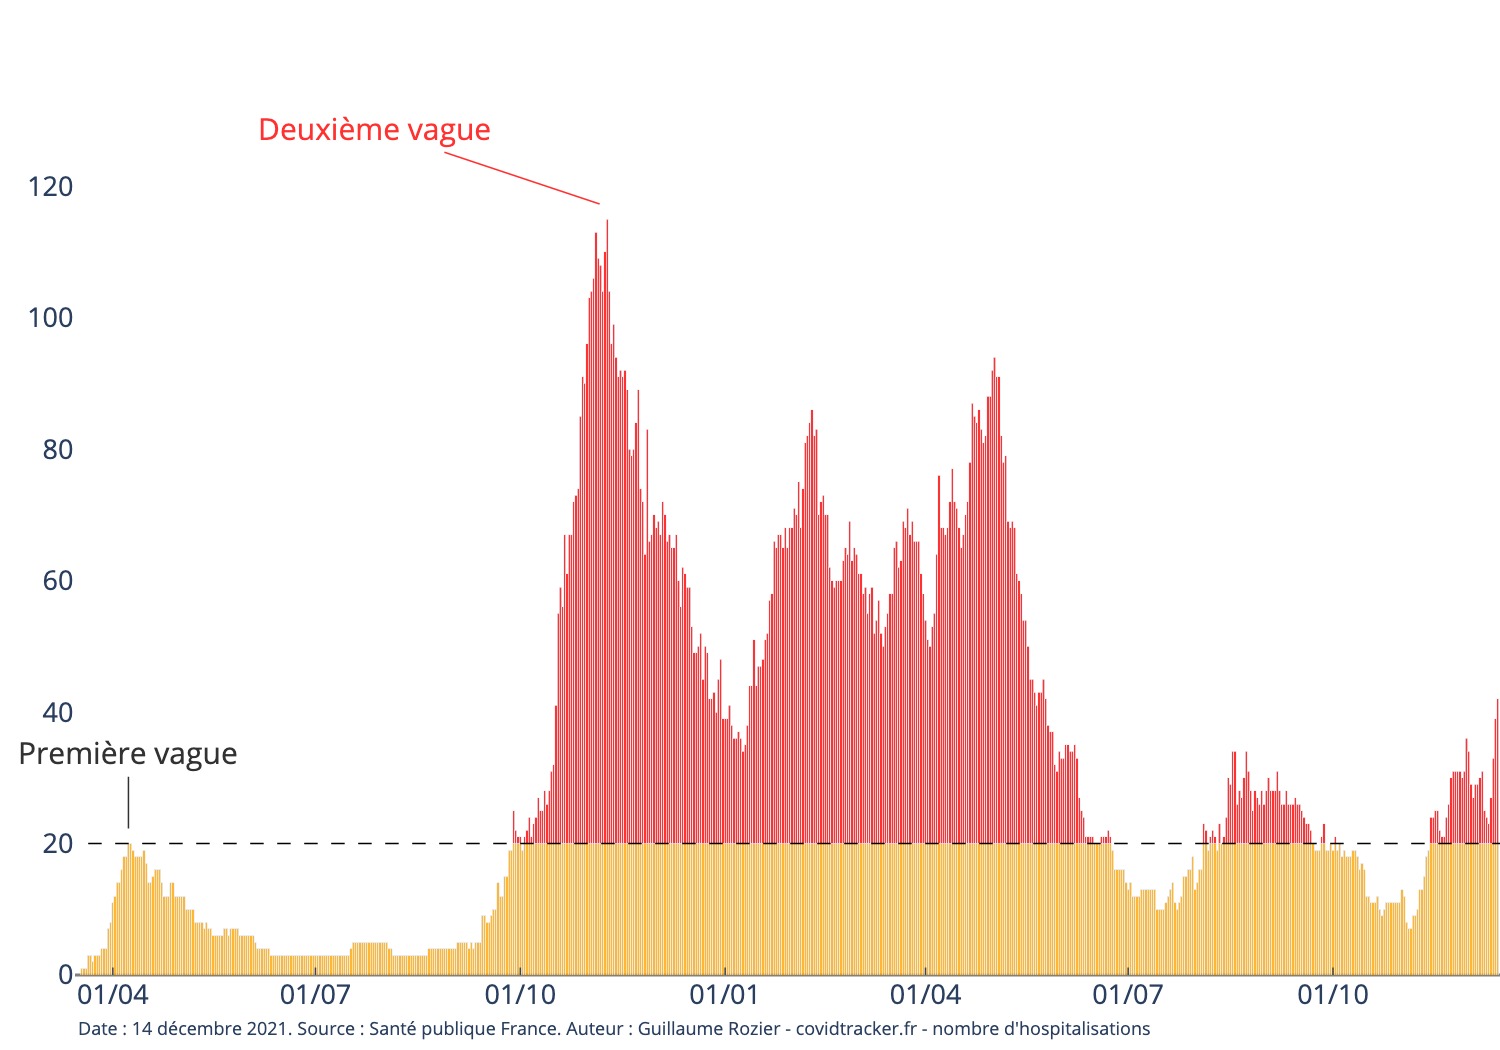 Deuxième vague
120
100
80
60
40
Première vague
20
0
01/04 01/07 01/10 01/01 01/04 01/07 01/10
Date : 14 décembre 2021. Source : Santé publique France. Auteur : Guillaume Rozier - covidtracker.fr - nombre d'hospitalisations